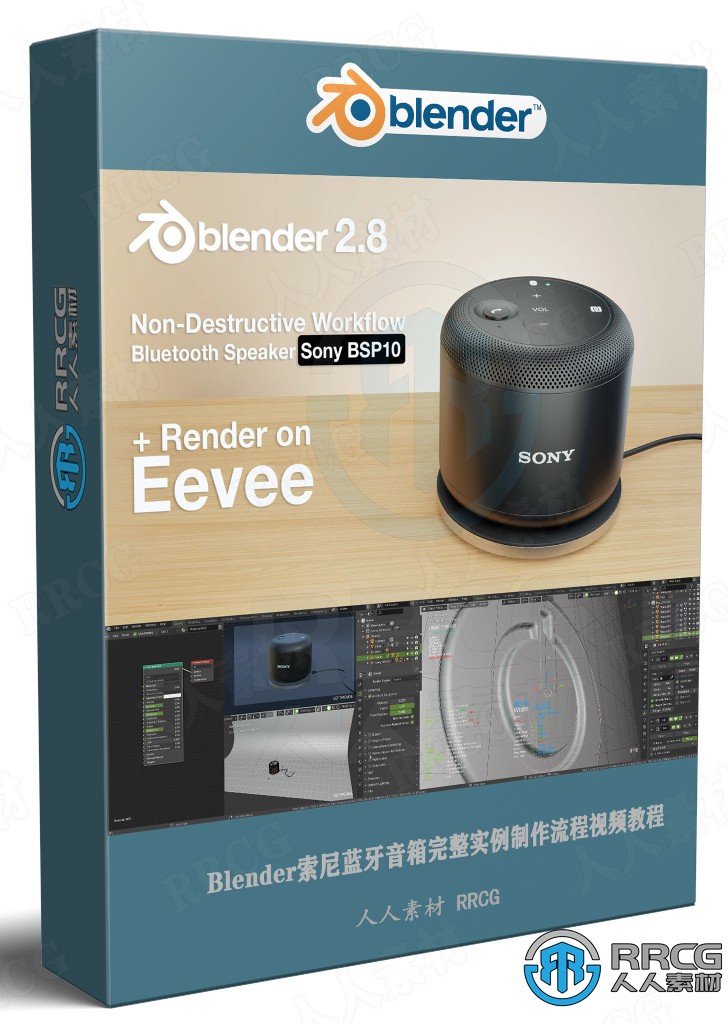 blender™
blender 2.8
Non-Destructive Workflow
Bluetooth Speaker Sony BSP10
+ Render on
Eevee
VOL
SONY
RRCG
人人素材
SONY
Blender索尼蓝牙音箱完整实例制作流程视频教程
人人素材 RRCG
RRCG
人人素材